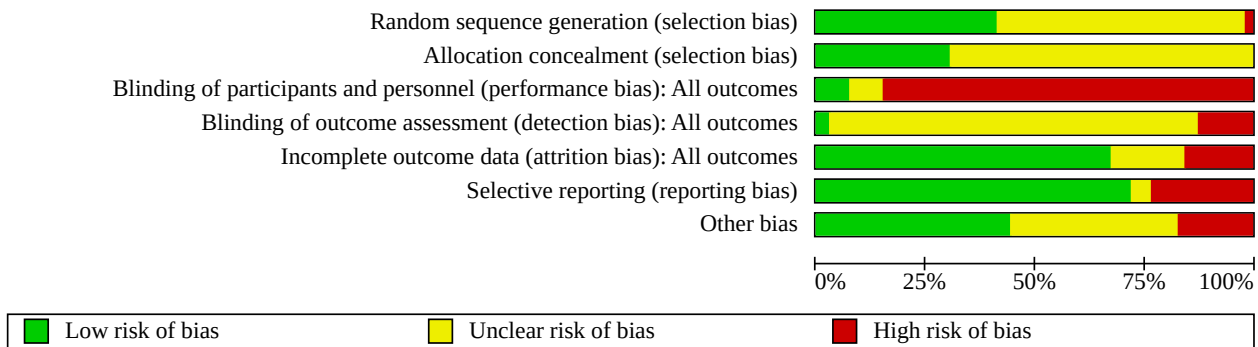 Random sequence generation (selection bias)
Allocation concealment (selection bias)
Blinding of participants and personnel (performance bias): All outcomes
Blinding of outcome assessment (detection bias): All outcomes
Incomplete outcome data (attrition bias): All outcomes
Selective reporting (reporting bias)
Other bias
0% 25% 50% 75% 100%
Low risk of bias Unclear risk of bias High risk of bias